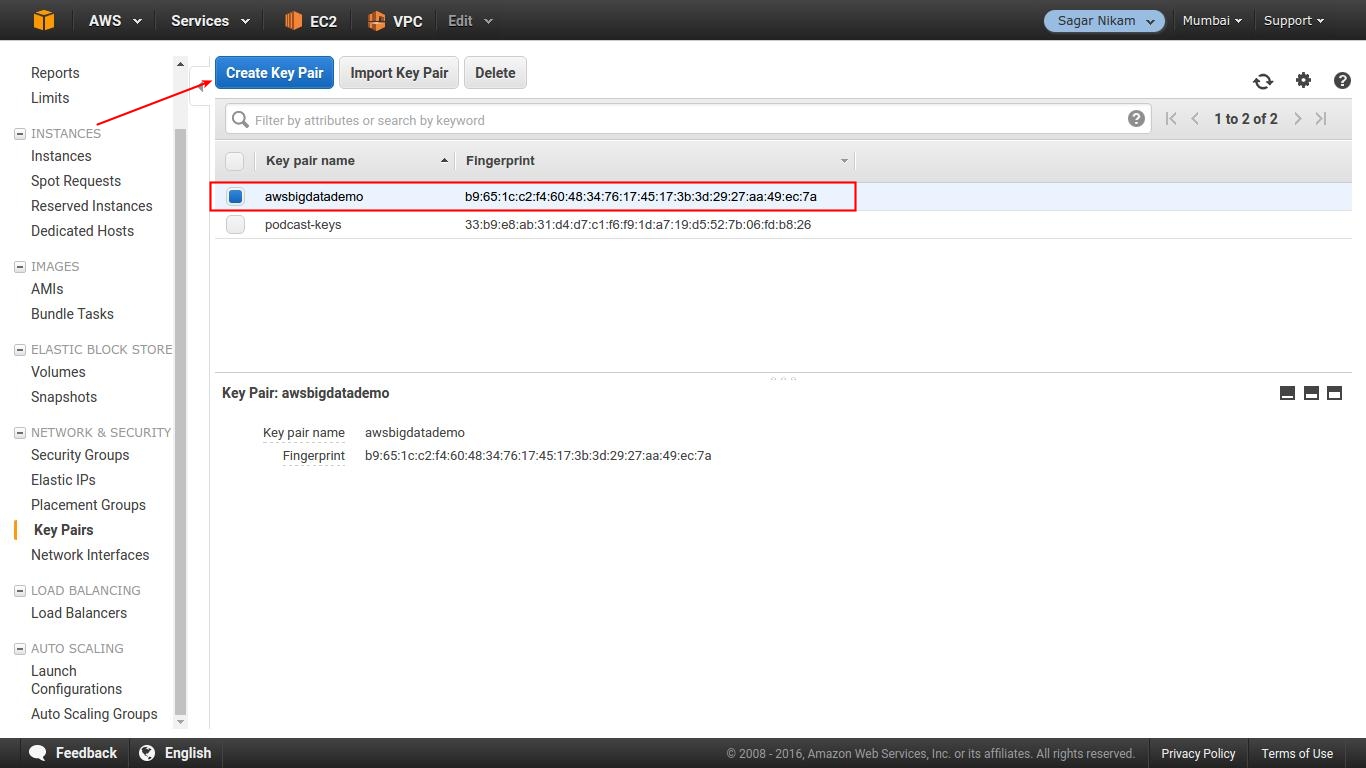 AWS Services EC2 VPC Edit Sagar Nikam Mumbai Support
Reports
Limits
INSTANCES
Instances
Spot Requests
Reserved Instances
Dedicated Hosts
IMAGES
AMIs
Bundle Tasks
ELASTIC BLOCK STORE
Volumes
Snapshots
NETWORK & SECURITY
Security Groups
Elastic IPs
Placement Groups
Key Pairs
Network Interfaces
LOAD BALANCING
Load Balancers
AUTO SCALING
Launch
Configurations
Auto Scaling Groups
Create Key Pair Import Key Pair Delete
Filter by attributes or search by keyword 1 to 2 of 2
Key pair name Fingerprint
awsbigdatademo b9:65:1c:c2:f4:60:48:34:76:17:45:17:3b:3d:29:27:aa:49:ec:7a
podcast-keys 33:b9:e8:ab:31:d4:d7:c1:f6:f9:1d:a7:19:d5:52:7b:06:fd:b8:26
Key Pair: awsbigdatademo
Key pair name awsbigdatademo
Fingerprint b9:65:1c:c2:f4:60:48:34:76:17:45:17:3b:3d:29:27:aa:49:ec:7a
Feedback English © 2008 - 2016, Amazon Web Services, Inc. or its affiliates. All rights reserved. Privacy Policy Terms of Use